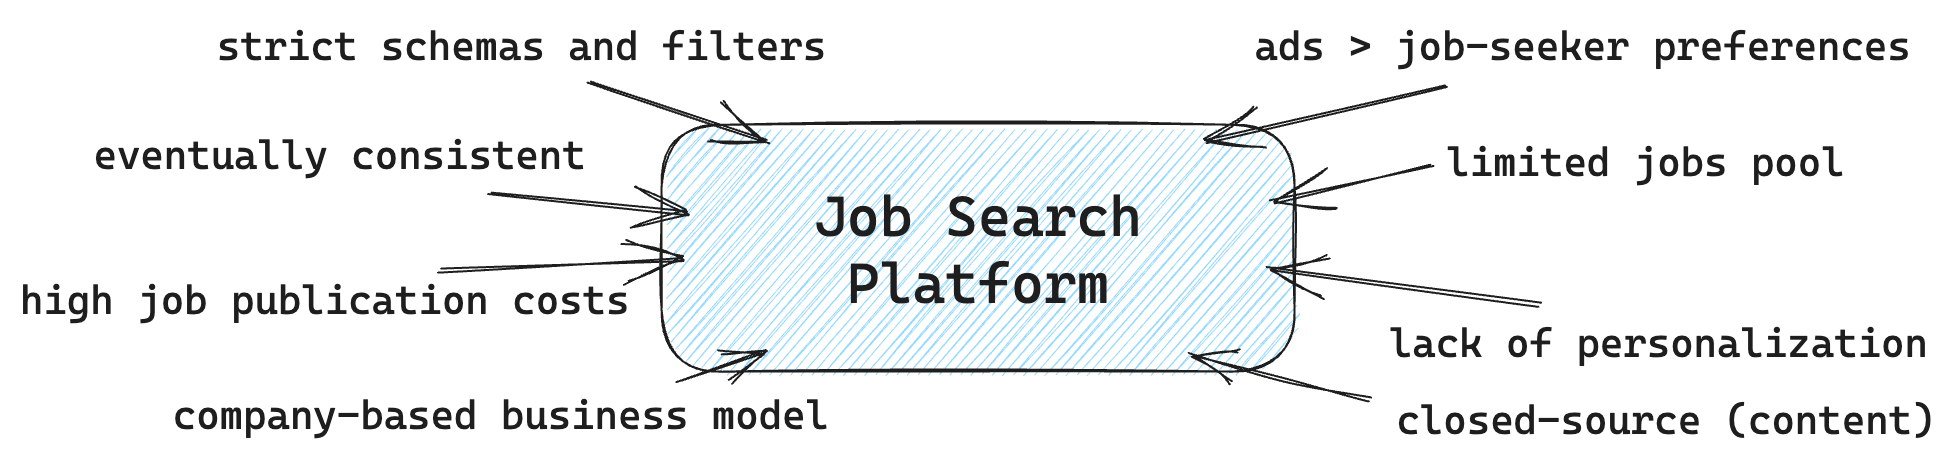 strict schemas and filters
ads > job-seeker preferences
eventually consistent
limited jobs pool
Job Search
Platform
high job publication costs
lack of personalization
company-based business model
closed-source (content)